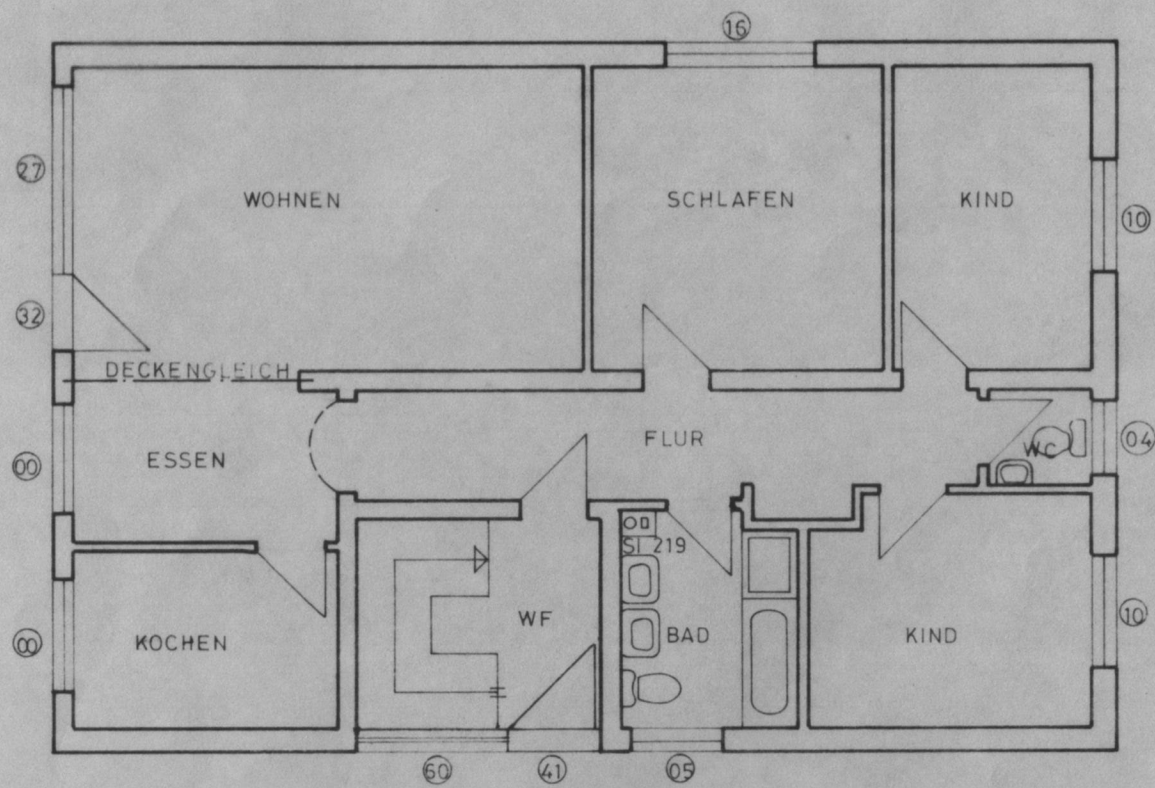 16
WOHNEN
SCHLAFEN
KIND
27
10
32
DECKENGLEICH
FLUR
WC
04
ESSEN
00
SI 219
WF
BAD
KIND
10
KOCHEN
00
60
41
05